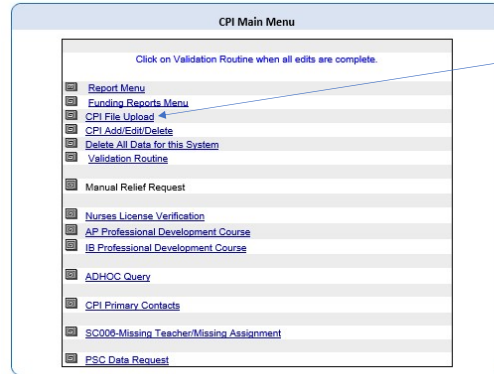 CPI Main Menu
Click on Validation Routine when all edits are complete.
Report Menu
Funding Reports Menu
CPI File Upload
CPI Add/Edit/Delete
Delete All Data for this System
Validation Routine
Manual Relief Request
Nurses License Verification
AP Professional Development Course
IB Professional Development Course
ADHOC Query
CPI Primary Contacts
SC006-Missing Teacher/Missing Assignment
PSC Data Request